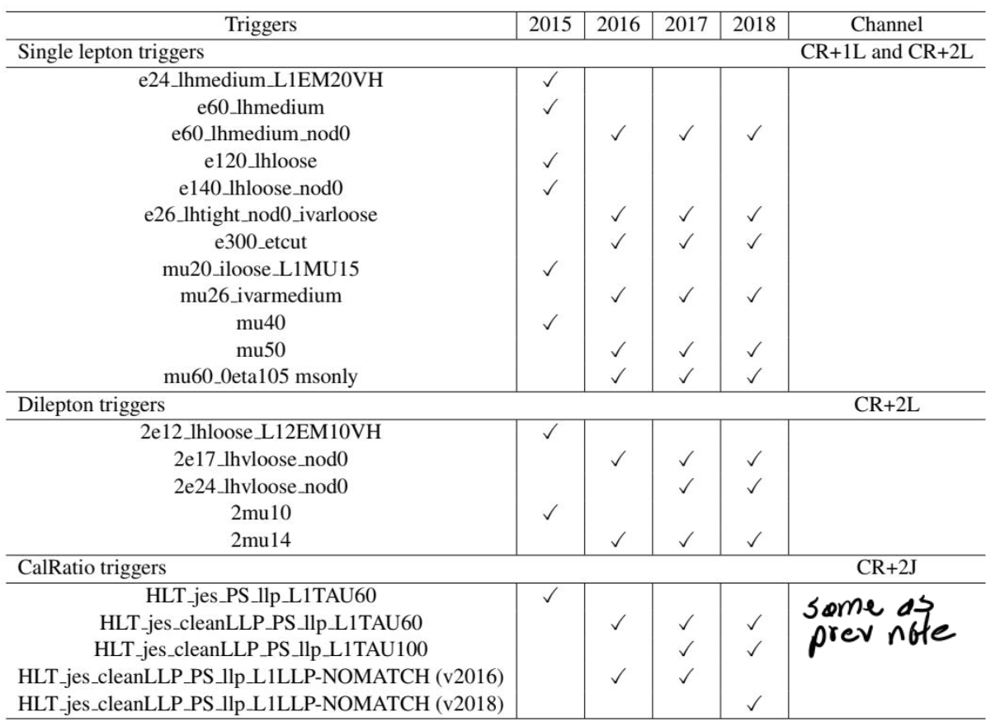 Triggers 2015 2016 2017 2018 Channel
Single lepton triggers CR+1L and CR+2L
e24_lhmedium_L1EM20VH ✓
e60_lhmedium ✓
e60_lhmedium_nod0 ✓ ✓ ✓
e120_lhloose ✓
e140_lhloose_nod0 ✓
e26_lhtight_nod0_ivarloose ✓ ✓ ✓
e300_etcut ✓ ✓ ✓
mu20_iloose_L1MU15 ✓
mu26_ivarmedium ✓ ✓ ✓
mu40 ✓
mu50 ✓ ✓ ✓
mu60_0eta105 msonly ✓ ✓ ✓
Dilepton triggers CR+2L
2e12_lhloose_L12EM10VH ✓
2e17_lhvloose_nod0 ✓ ✓ ✓
2e24_lhvloose_nod0 ✓ ✓
2mu10 ✓
2mu14 ✓ ✓ ✓
CalRatio triggers CR+2J
HLT_jes_PS_llp_L1TAU60 ✓
HLT_jes_cleanLLP_PS_llp_L1TAU60 ✓ ✓ ✓
HLT_jes_cleanLLP_PS_llp_L1TAU100 ✓ ✓
HLT_jes_cleanLLP_PS_llp_L1LLP-NOMATCH (v2016) ✓ ✓
HLT_jes_cleanLLP_PS_llp_L1LLP-NOMATCH (v2018) ✓
same as
prev note